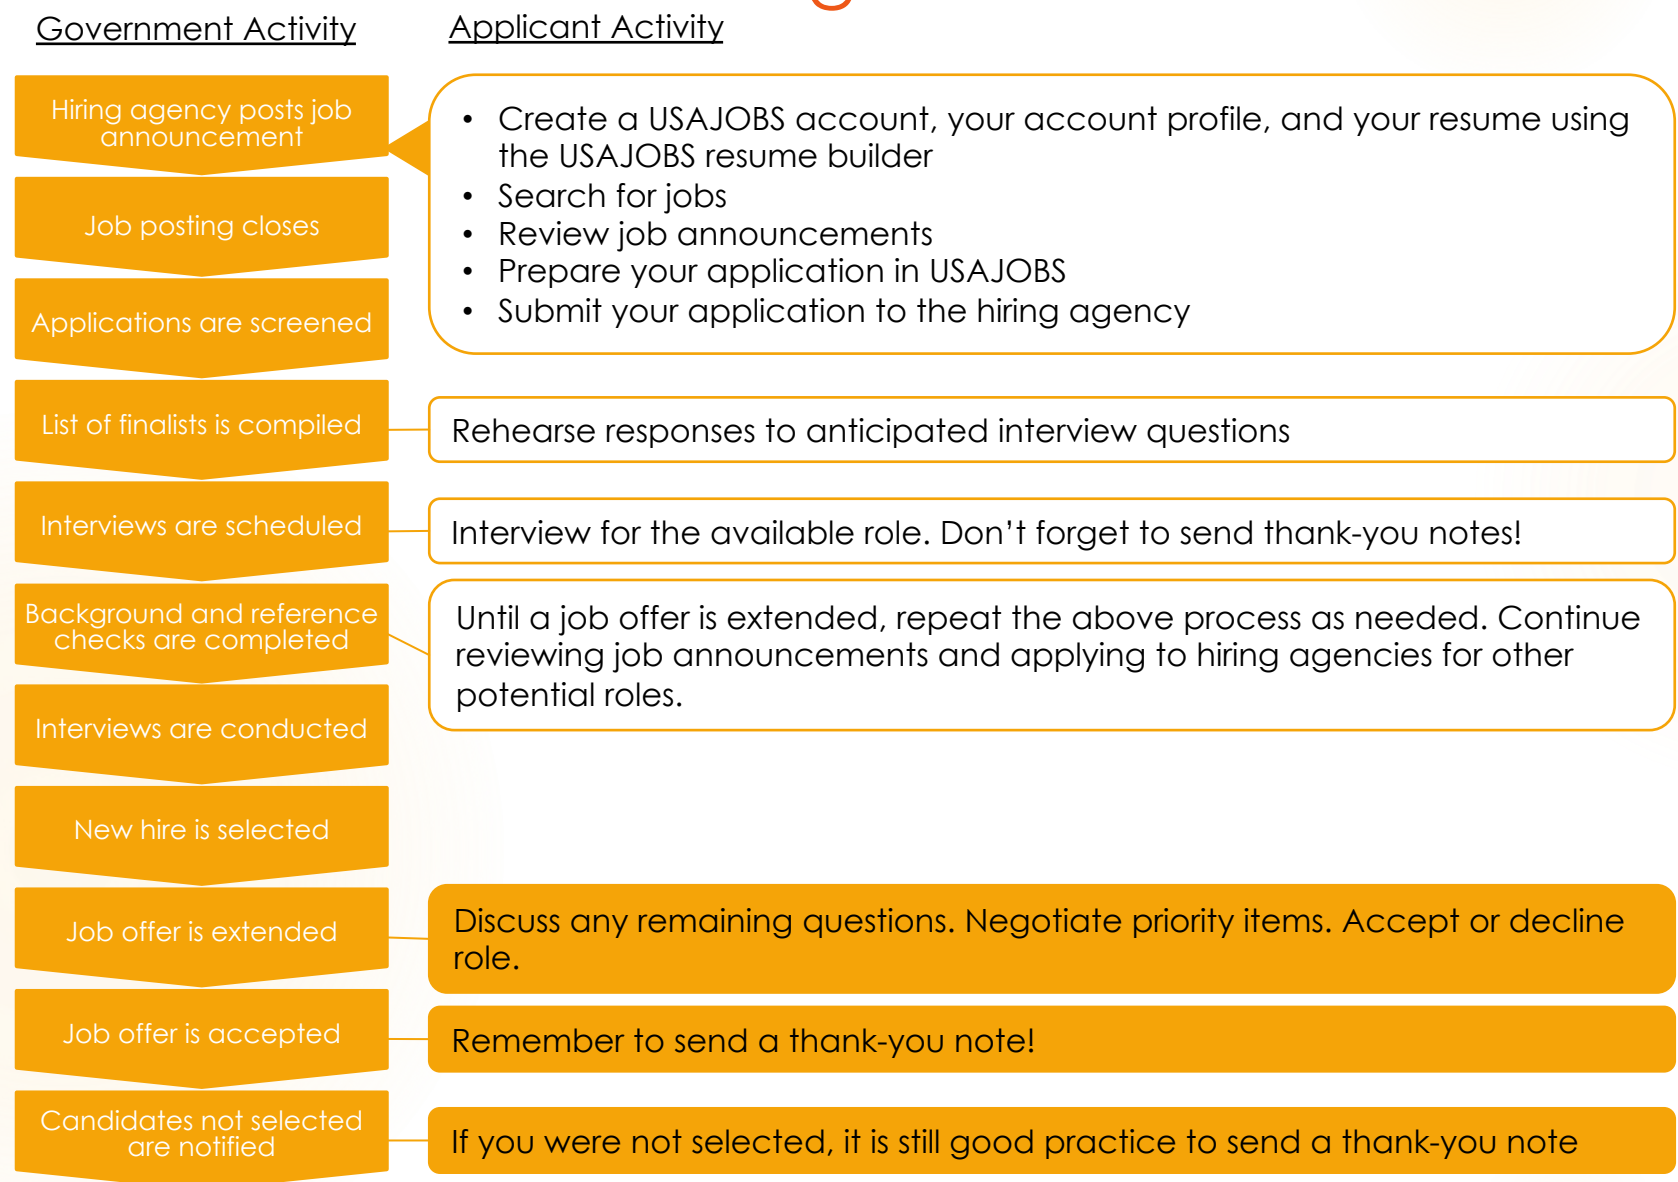 Government Activity
Applicant Activity
Hiring agency posts job
announcement
• Create a USAJOBS account, your account profile, and your resume using
the USAJOBS resume builder
• Search for jobs
• Review job announcements
• Prepare your application in USAJOBS
• Submit your application to the hiring agency
Job posting closes
Applications are screened
List of finalists is compiled
Rehearse responses to anticipated interview questions
Interviews are scheduled
Interview for the available role. Don’t forget to send thank-you notes!
Background and reference
checks are completed
Until a job offer is extended, repeat the above process as needed. Continue
reviewing job announcements and applying to hiring agencies for other
potential roles.
Interviews are conducted
New hire is selected
Job offer is extended
Discuss any remaining questions. Negotiate priority items. Accept or decline
role.
Job offer is accepted
Remember to send a thank-you note!
Candidates not selected
are notified
If you were not selected, it is still good practice to send a thank-you note